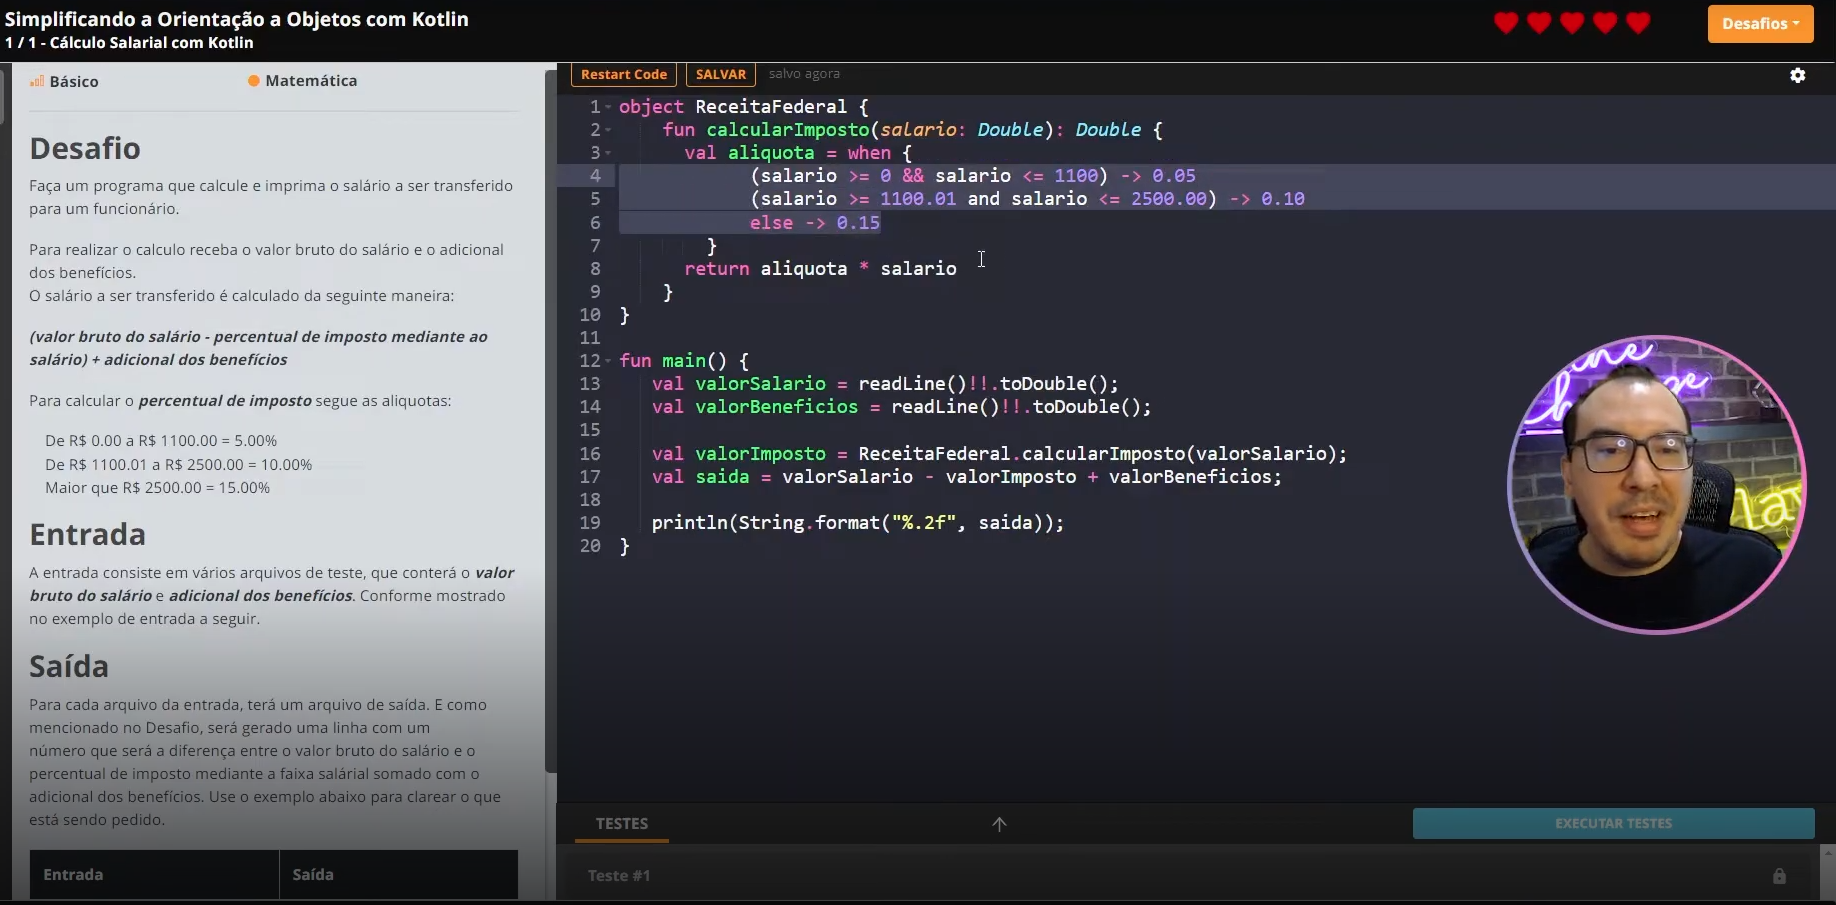 Simplificando a Orientação a Objetos com Kotlin
1 / 1 - Cálculo Salarial com Kotlin
Desafios
Básico
Matemática
Desafio
Faça um programa que calcule e imprima o salário a ser transferido
para um funcionário.
Para realizar o calculo receba o valor bruto do salário e o adicional
dos benefícios.
O salário a ser transferido é calculado da seguinte maneira:
(valor bruto do salário - percentual de imposto mediante ao
salário) + adicional dos benefícios
Para calcular o percentual de imposto segue as aliquotas:
De R$ 0.00 a R$ 1100.00 = 5.00%
De R$ 1100.01 a R$ 2500.00 = 10.00%
Maior que R$ 2500.00 = 15.00%
Entrada
A entrada consiste em vários arquivos de teste, que conterá o valor
bruto do salário e adicional dos benefícios. Conforme mostrado
no exemplo de entrada a seguir.
Saída
Para cada arquivo da entrada, terá um arquivo de saída. E como
mencionado no Desafio, será gerado uma linha com um
número que será a diferença entre o valor bruto do salário e o
percentual de imposto mediante a faixa salárial somado com o
adicional dos benefícios. Use o exemplo abaixo para clarear o que
está sendo pedido.
Entrada
Saída
Restart Code
SALVAR
salvo agora
1 object ReceitaFederal {
2 fun calcularImposto(salario: Double): Double {
3 val aliquota = when {
4 (salario >= 0 && salario <= 1100) -> 0.05
5 (salario >= 1100.01 and salario <= 2500.00) -> 0.10
6 else -> 0.15
7 }
8 return aliquota * salario
9 }
10 }
11
12 fun main() {
13 val valorSalario = readLine()!!.toDouble();
14 val valorBeneficios = readLine()!!.toDouble();
15
16 val valorImposto = ReceitaFederal.calcularImposto(valorSalario);
17 val saida = valorSalario - valorImposto + valorBeneficios;
18
19 println(String.format("%.2f", saida));
20 }
TESTES
EXECUTAR TESTES
Teste #1